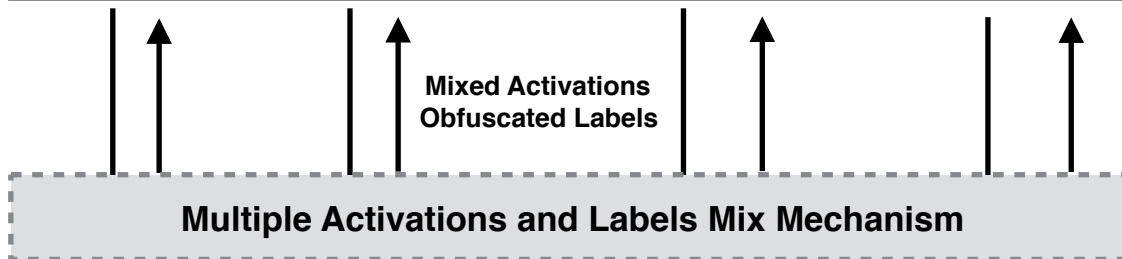 Mixed Activations
Obfuscated Labels
Multiple Activations and Labels Mix Mechanism